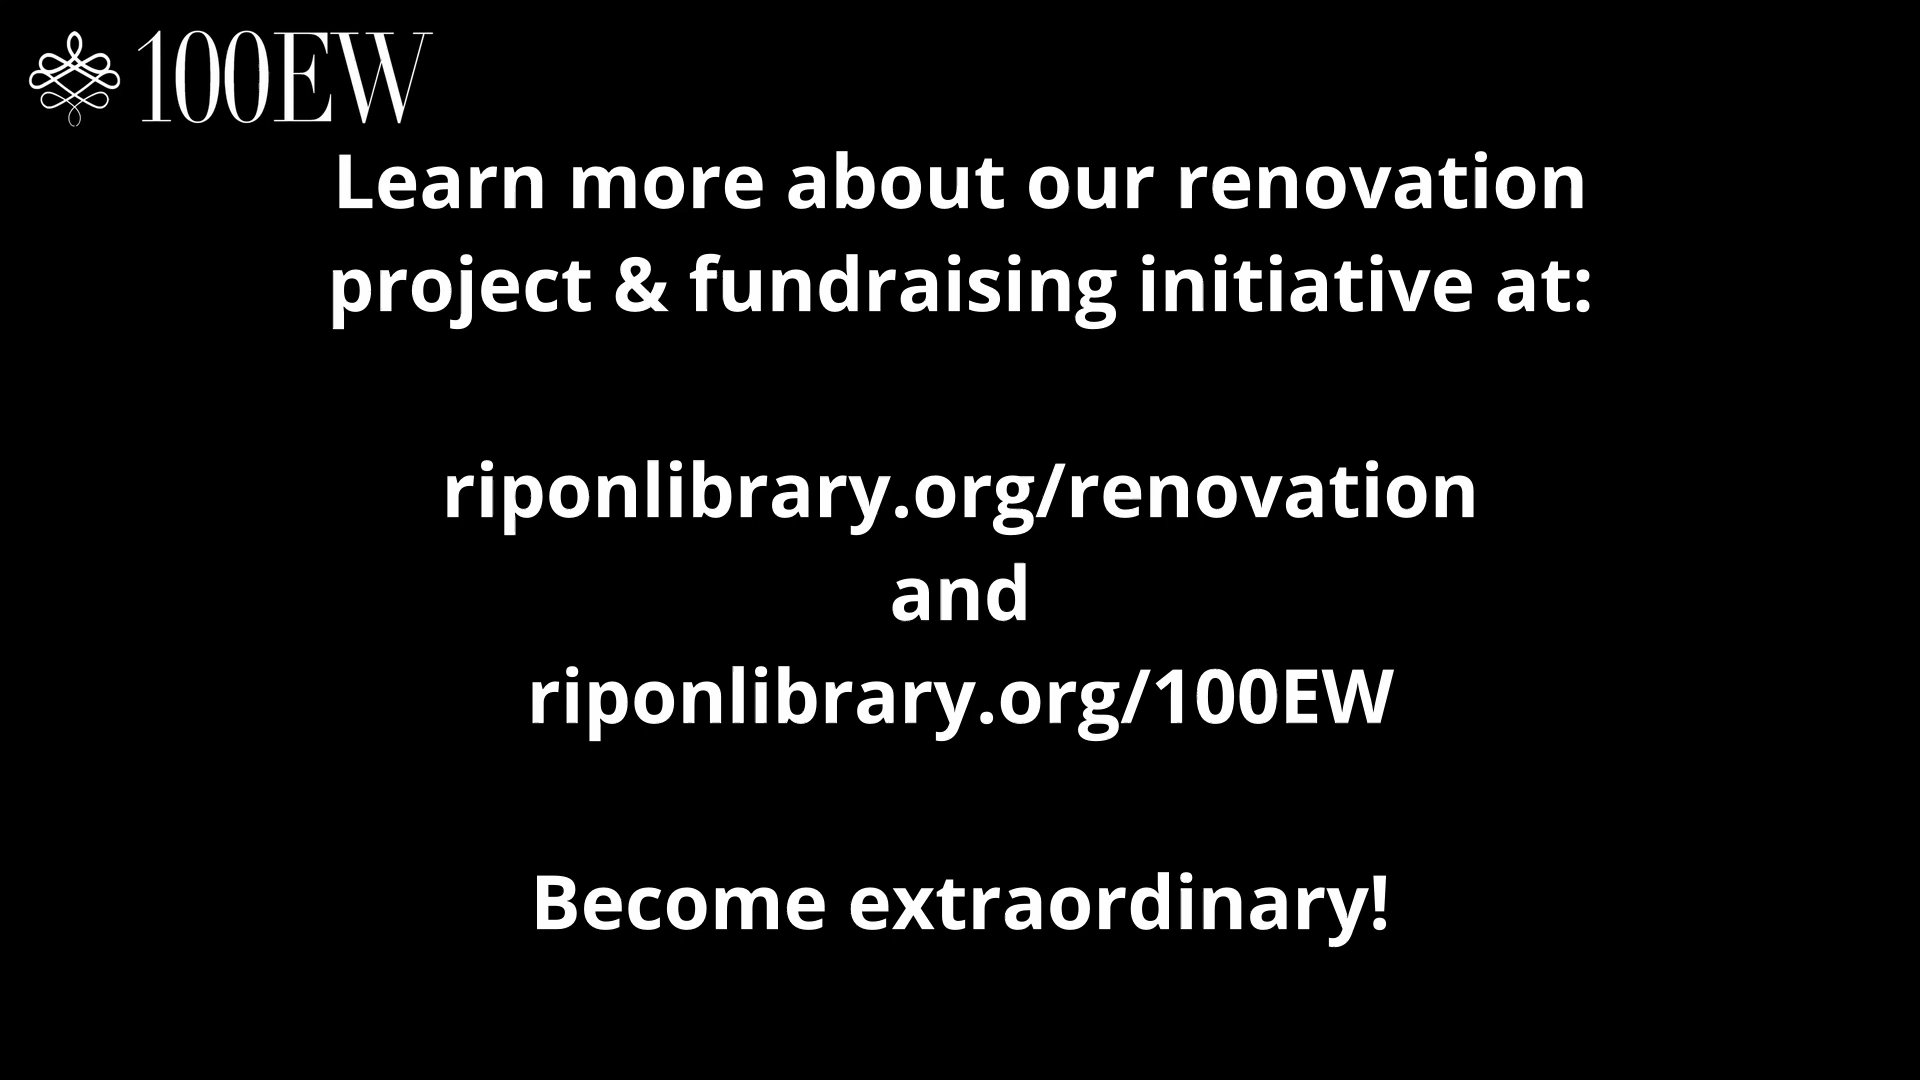 100EW
Learn more about our renovation
project & fundraising initiative at:
riponlibrary.org/renovation
and
riponlibrary.org/100EW
Become extraordinary!